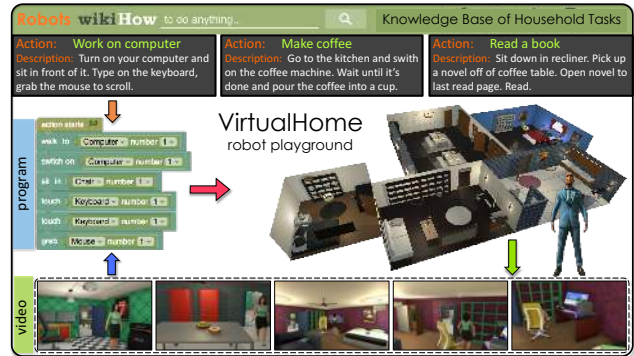 Robots wikiHow to do anything... Knowledge Base of Household Tasks
Action: Work on computer
Description: Turn on your computer and
sit in front of it. Type on the keyboard,
grab the mouse to scroll.
Action: Make coffee
Description: Go to the kitchen and swith
on the coffee machine. Wait until it's
done and pour the coffee into a cup.
Action: Read a book
Description: Sit down in recliner. Pick up
a novel off of coffee table. Open novel to
last read page. Read.
program
action starts
walk to Computer number 1
switch on Computer number 1
sit in Chair number 1
touch Keyboard number 1
touch Keyboard number 1
grab Mouse number 1
VirtualHome
robot playground
video